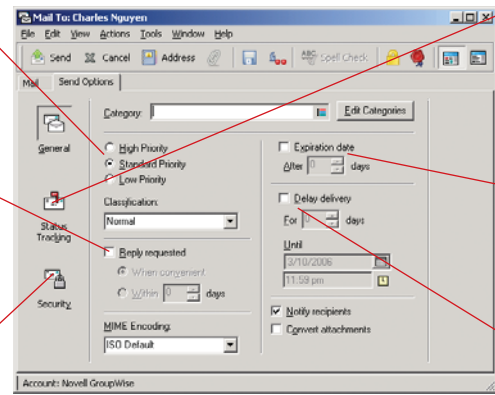 Mail To: Charles Nguyen
File Edit View Actions Tools Window Help
Send Cancel Address Spell Check
Mail Send Options
General
Status Tracking
Security
Category:
Edit Categories
High Priority
Standard Priority
Low Priority
Classification:
Normal
Reply requested
When convenient
Within 0 days
MIME Encoding:
ISO Default
Expiration date
After 0 days
Delay delivery
For 0 days
Until
3/10/2006
11:59 pm
Notify recipients
Convert attachments
Account: Novell GroupWise